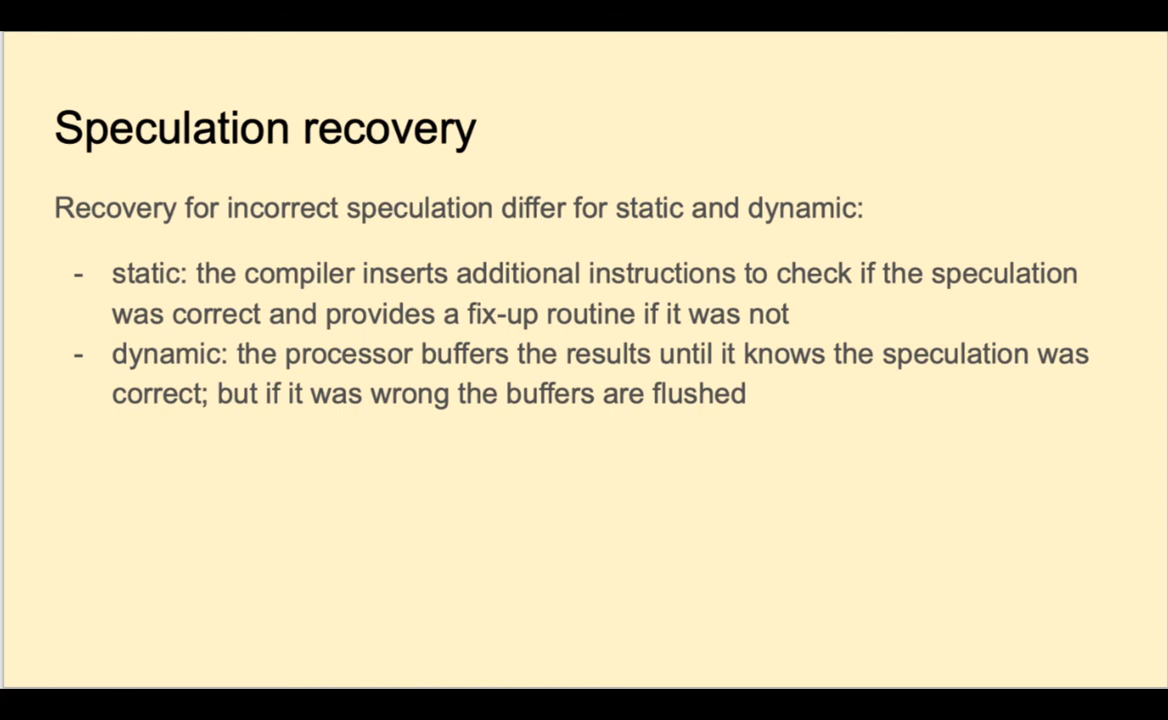 Speculation recovery
Recovery for incorrect speculation differ for static and dynamic:
- static: the compiler inserts additional instructions to check if the speculation
was correct and provides a fix-up routine if it was not
- dynamic: the processor buffers the results until it knows the speculation was
correct; but if it was wrong the buffers are flushed